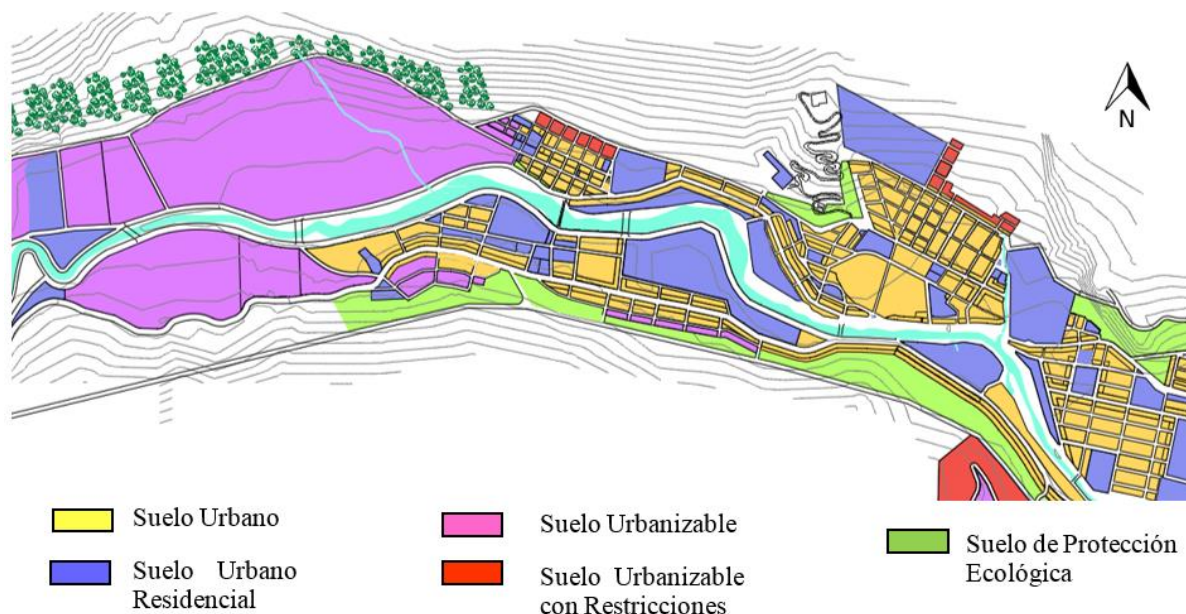 N
Suelo Urbano
Suelo Urbano
Residencial
Suelo Urbanizable
Suelo Urbanizable
con Restricciones
Suelo de Protección
Ecológica